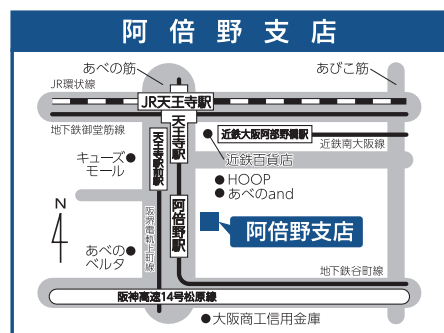 阿倍野支店
あべの筋
あびこ筋
JR環状線
JR天王寺駅
地下鉄御堂筋線
天王寺駅
天王寺駅前駅
近鉄大阪阿部野橋駅
近鉄南大阪線
近鉄百貨店
キューズ
モール
HOOP
あべのand
N
阪堺電軌上町線
阿倍野駅
阿倍野支店
あべの
ベルタ
地下鉄谷町線
阪神高速14号松原線
大阪商工信用金庫